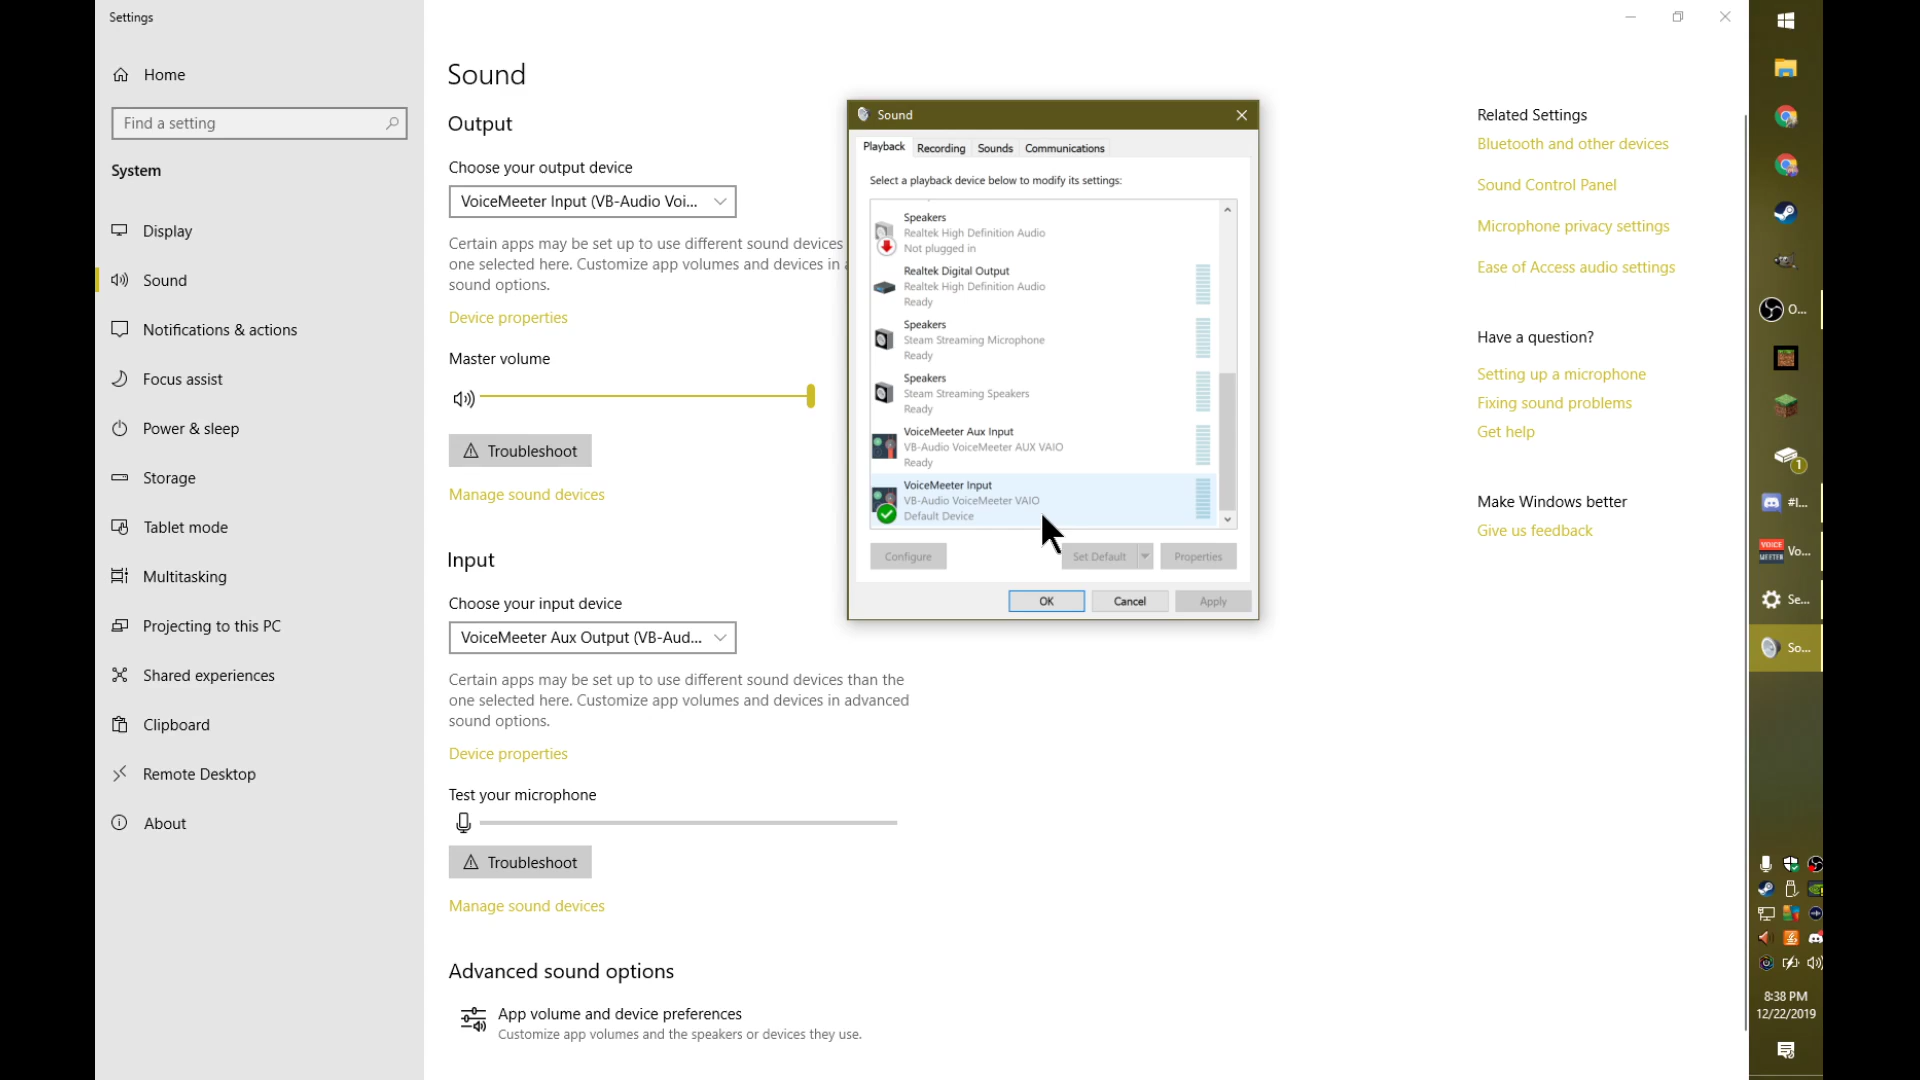 Settings
Home
Find a setting
System
Display
Sound
Notifications & actions
Focus assist
Power & sleep
Storage
Tablet mode
Multitasking
Projecting to this PC
Shared experiences
Clipboard
Remote Desktop
About
Sound
Output
Choose your output device
VoiceMeeter Input (VB-Audio Voi...
Certain apps may be set up to use different sound devices
one selected here. Customize app volumes and devices in
sound options.
Device properties
Master volume
Troubleshoot
Manage sound devices
Input
Choose your input device
VoiceMeeter Aux Output (VB-Aud...
Certain apps may be set up to use different sound devices than the
one selected here. Customize app volumes and devices in advanced
sound options.
Device properties
Test your microphone
Troubleshoot
Manage sound devices
Advanced sound options
App volume and device preferences
Customize app volumes and the speakers or devices they use.
Sound
Playback Recording Sounds Communications
Select a playback device below to modify its settings:
Speakers
Realtek High Definition Audio
Not plugged in
Realtek Digital Output
Realtek High Definition Audio
Ready
Speakers
Steam Streaming Microphone
Ready
Speakers
Steam Streaming Speakers
Ready
VoiceMeeter Aux Input
VB-Audio VoiceMeeter AUX VAIO
Ready
VoiceMeeter Input
VB-Audio VoiceMeeter VAIO
Default Device
Configure Set Default Properties
OK Cancel Apply
Related Settings
Bluetooth and other devices
Sound Control Panel
Microphone privacy settings
Ease of Access audio settings
Have a question?
Setting up a microphone
Fixing sound problems
Get help
Make Windows better
Give us feedback
O...
1
#I...
VOICE
MEETER
Vo...
Se...
So...
8:38 PM
12/22/2019